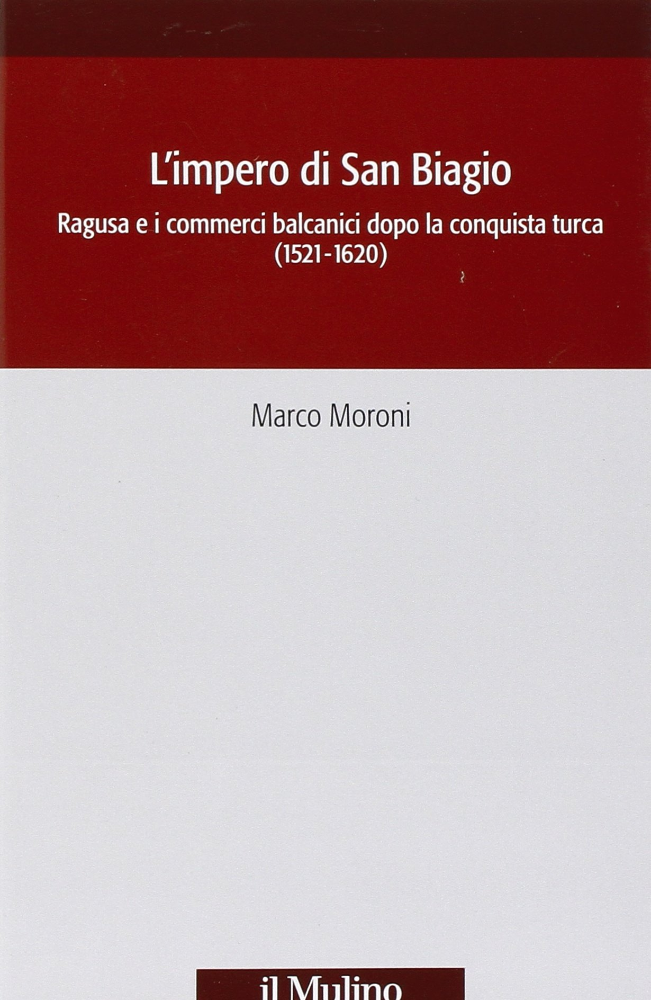 L'impero di San Biagio
Ragusa e i commerci balcanici dopo la conquista turca
(1521-1620)
Marco Moroni
il Mulino